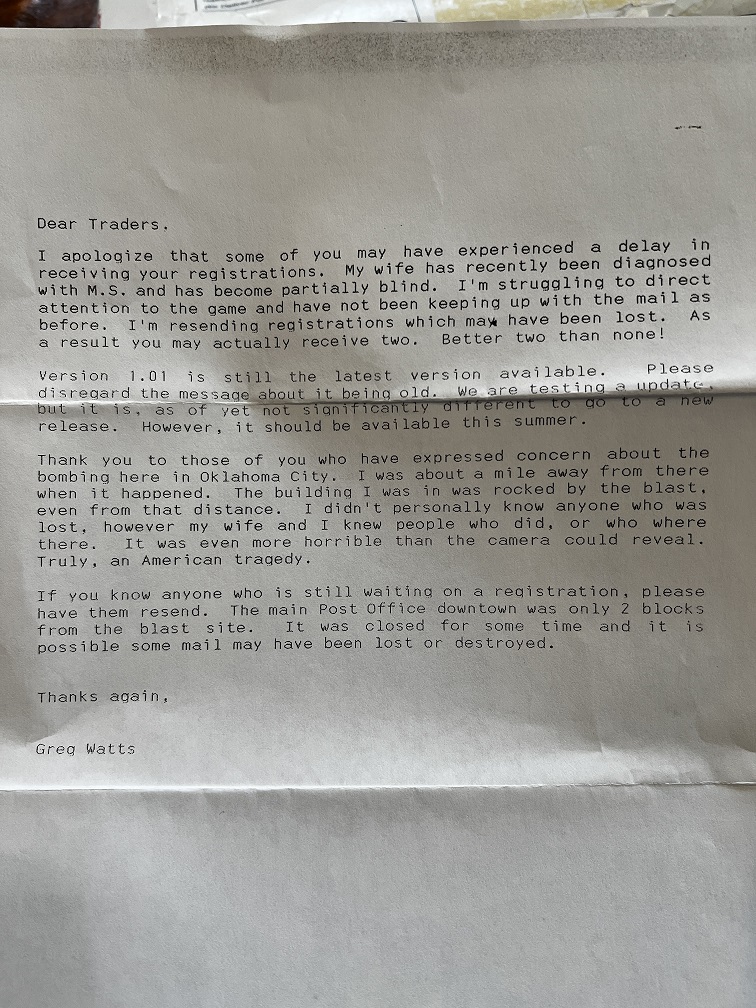 Dear Traders.
I apologize that some of you may have experienced a delay in
receiving your registrations. My wife has recently been diagnosed
with M.S. and has become partially blind. I'm struggling to direct
attention to the game and have not been keeping up with the mail as
before. I'm resending registrations which may have been lost. As
a result you may actually receive two. Better two than none!
Version 1.01 is still the latest version available. Please
disregard the message about it being old. We are testing a update,
but it is, as of yet not significantly different to go to a new
release. However, it should be available this summer.
Thank you to those of you who have expressed concern about the
bombing here in Oklahoma City. I was about a mile away from there
when it happened. The building I was in was rocked by the blast,
even from that distance. I didn't personally know anyone who was
lost, however my wife and I knew people who did, or who where
there. It was even more horrible than the camera could reveal.
Truly, an American tragedy.
If you know anyone who is still waiting on a registration, please
have them resend. The main Post Office downtown was only 2 blocks
from the blast site. It was closed for some time and it is
possible some mail may have been lost or destroyed.
Thanks again,
Greg Watts